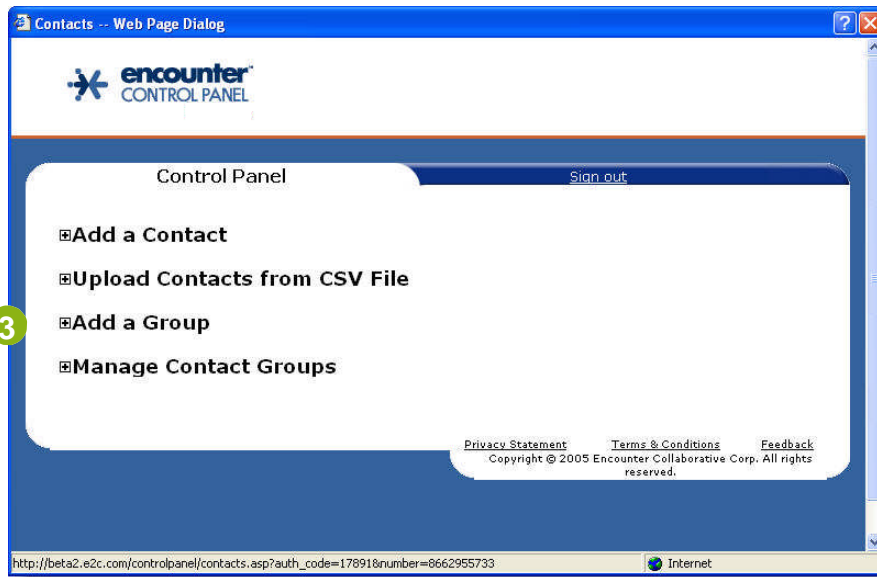 Contacts -- Web Page Dialog
encounter™
CONTROL PANEL
Control Panel
Sign out
Add a Contact
Upload Contacts from CSV File
3
Add a Group
Manage Contact Groups
Privacy Statement Terms & Conditions Feedback
Copyright © 2005 Encounter Collaborative Corp. All rights
reserved.
http://beta2.e2c.com/controlpanel/contacts.asp?auth_code=17891&number=8662955733 Internet